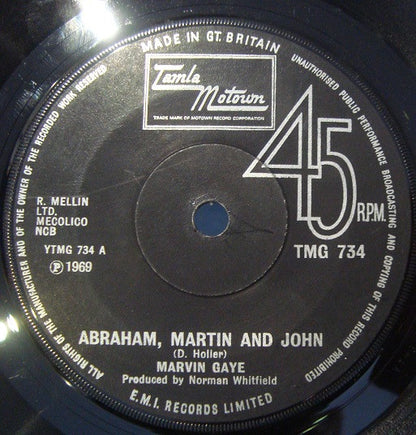 MADE IN GT. BRITAIN
UNAUTHORISED PUBLIC PERFORMANCE BROADCASTING AND COPYING OF THIS RECORD PROHIBITED
ALL RIGHTS OF THE MANUFACTURER AND OF THE OWNER OF THE RECORDED WORK RESERVED
Tamla
Motown
TRADE MARK OF MOTOWN RECORD CORPORATION
45
R.P.M.
R. MELLIN
LTD.
MECOLICO
NCB
YTMG 734 A
Ⓟ 1969
TMG 734
ABRAHAM, MARTIN AND JOHN
(D. Holler)
MARVIN GAYE
Produced by Norman Whitfield
E.M.I. RECORDS LIMITED